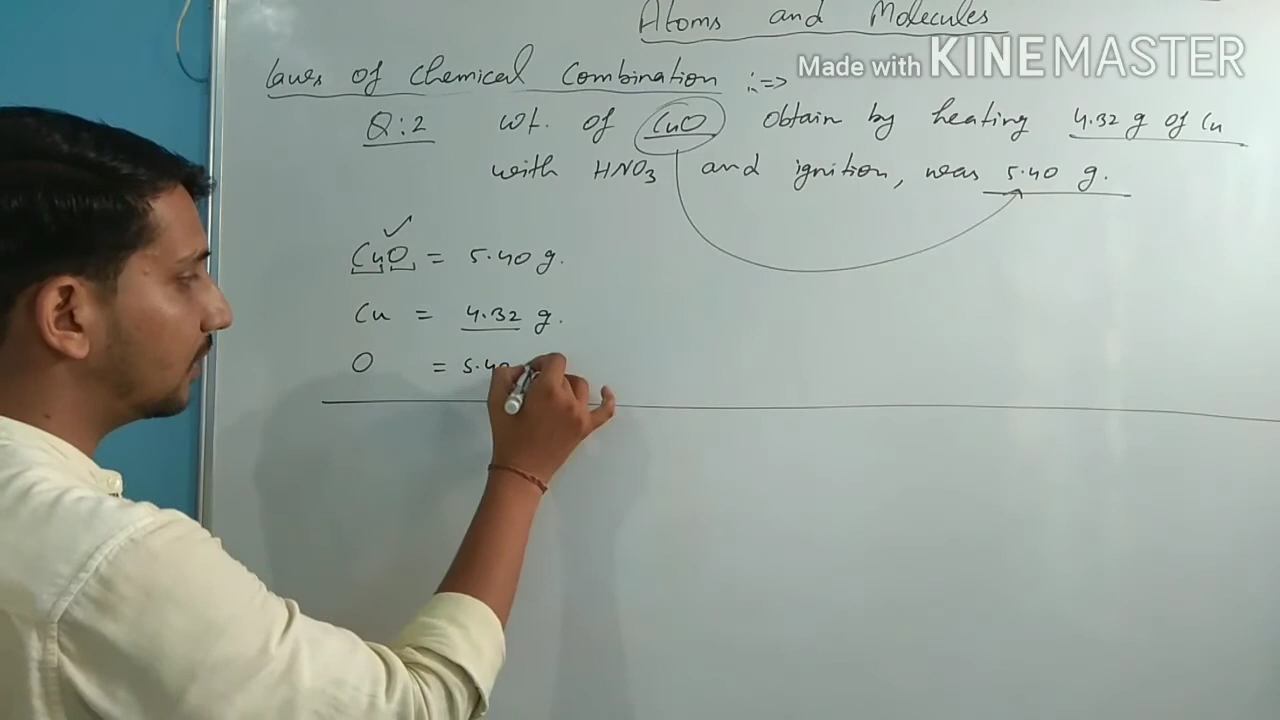 Atoms and Molecules
Made with KINEMASTER
Laws of Chemical Combination :=>
Q:2 wt. of CuO obtain by heating 4.32 g of Cu
with HNO3 and ignition, was 5.40 g.
CuO = 5.40 g.
Cu = 4.32 g.
O = 5.40